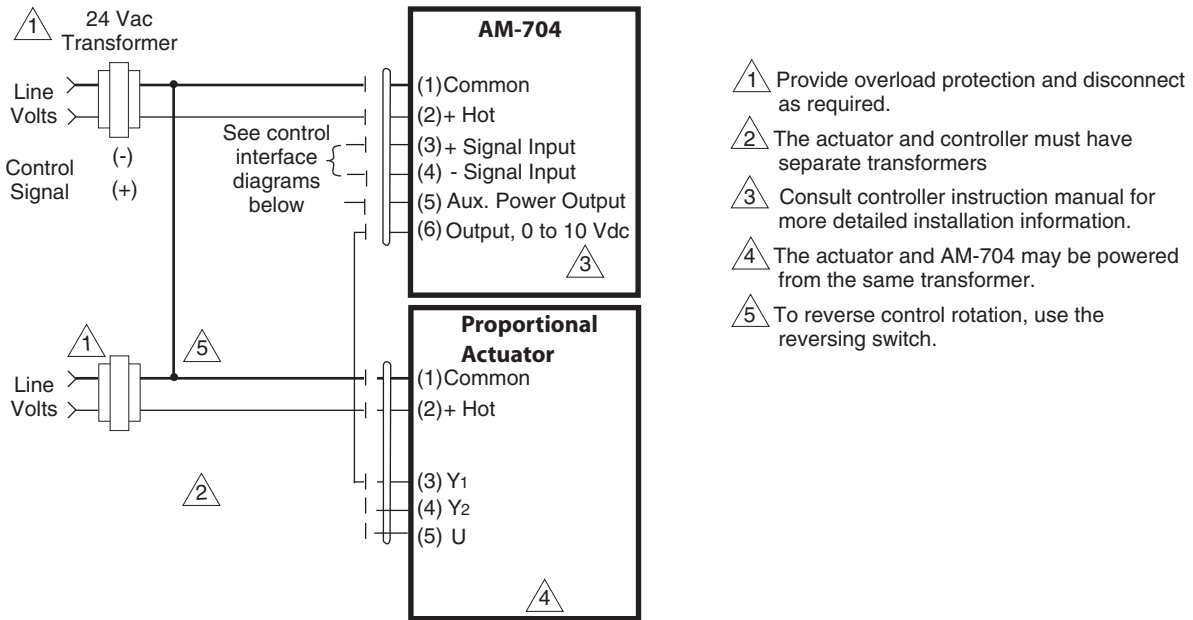 1
24 Vac
Transformer
Line
Volts
Control
Signal
(-)
(+)
See control
interface
diagrams
below
AM-704
(1)Common
(2)+ Hot
(3)+ Signal Input
(4) - Signal Input
(5) Aux. Power Output
(6) Output, 0 to 10 Vdc
3
1
Line
Volts
5
2
Proportional
Actuator
(1)Common
(2)+ Hot
(3) Y1
(4) Y2
(5) U
4
1 Provide overload protection and disconnect
as required.
2 The actuator and controller must have
separate transformers
3 Consult controller instruction manual for
more detailed installation information.
4 The actuator and AM-704 may be powered
from the same transformer.
5 To reverse control rotation, use the
reversing switch.